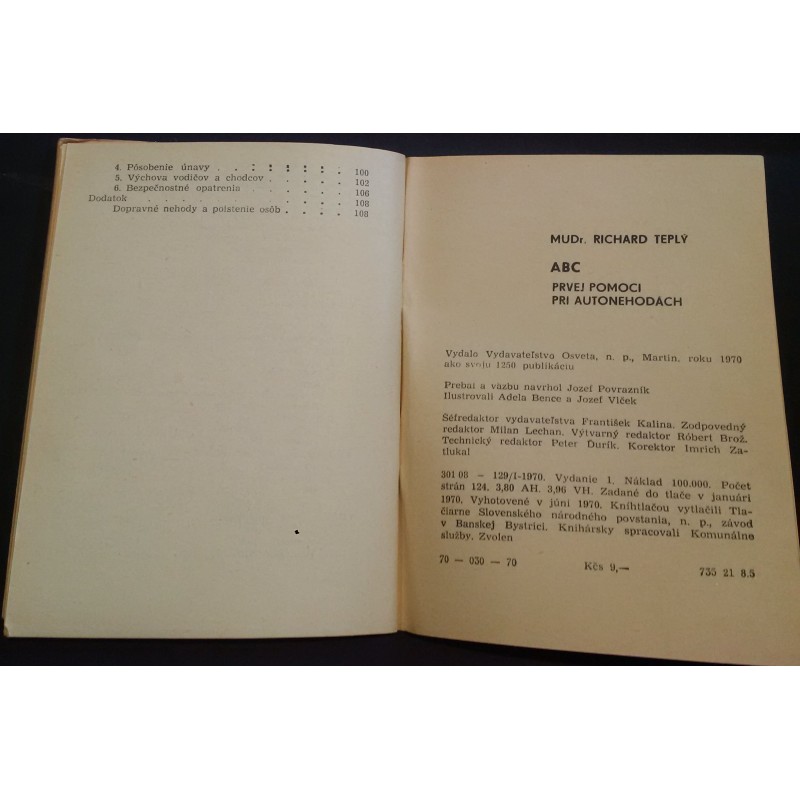 4. Pôsobenie únavy . . : : : : : . 100
5. Výchova vodičov a chodcov . . . . . . 102
6. Bezpečnostné opatrenia . . . . . . 106
Dodatok . . . . . . . . . 108
Dopravné nehody a poistenie osôb . . . . 108
MUDr. RICHARD TEPLÝ
ABC
PRVEJ POMOCI
PRI AUTONEHODÁCH
Vydalo Vydavateľstvo Osveta, n. p., Martin, roku 1970
ako svoju 1250 publikáciu
Prebal a väzbu navrhol Jozef Povrazník
Ilustrovali Adela Bence a Jozef Vlček
Šéfredaktor vydavateľstva František Kalina. Zodpovedný
redaktor Milan Lechan. Výtvarný redaktor Róbert Brož.
Technický redaktor Peter Ďurík. Korektor Imrich Za-
tlukal
301 08 — 129/I-1970. Vydanie 1. Náklad 100.000. Počet
strán 124. 3,80 AH. 3,96 VH. Zadané do tlače v januári
1970. Vyhotovené v júni 1970. Kníhtlačou vytlačili Tla-
čiarne Slovenského národného povstania, n. p., závod
v Banskej Bystrici. Knihársky spracovali Komunálne
služby, Zvolen
70 — 030 — 70 Kčs 9,— 735 21 8.5